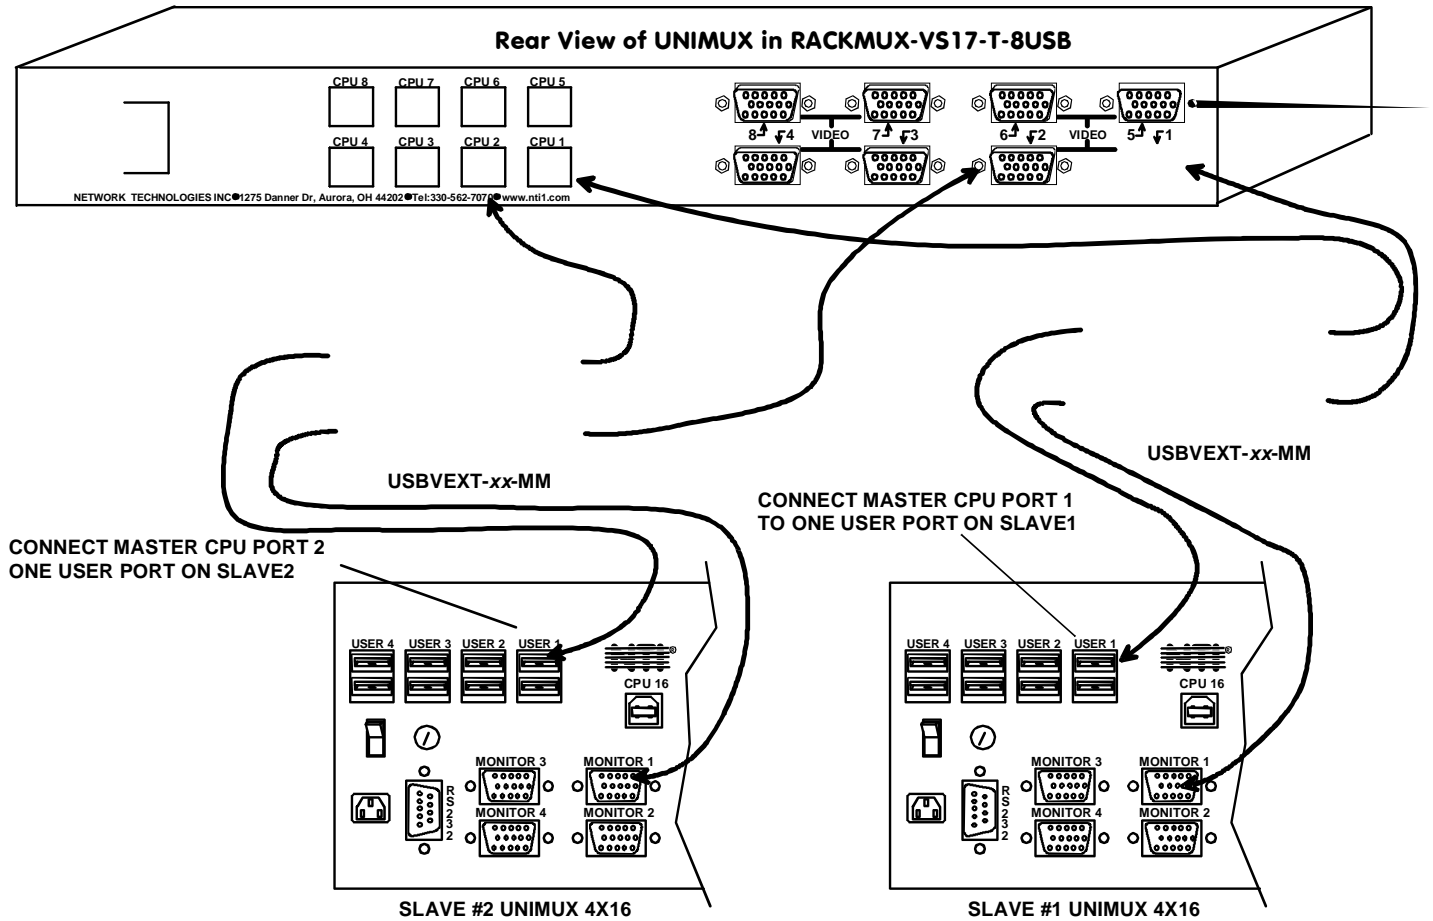 Rear View of UNIMUX in RACKMUX-VS17-T-8USB
CPU 8 CPU 7 CPU 6 CPU 5
8 4 VIDEO 7 3 6 2 VIDEO 5 1
CPU 4 CPU 3 CPU 2 CPU 1
NETWORK TECHNOLOGIES INC●1275 Danner Dr, Aurora, OH 44202●Tel:330-562-7070●www.nti1.com
USBVEXT-xx-MM
USBVEXT-xx-MM
CONNECT MASTER CPU PORT 1
TO ONE USER PORT ON SLAVE1
CONNECT MASTER CPU PORT 2
ONE USER PORT ON SLAVE2
USER 4 USER 3 USER 2 USER 1
®
CPU 16
MONITOR 3 MONITOR 1
RS232
MONITOR 4 MONITOR 2
SLAVE #2 UNIMUX 4X16
USER 4 USER 3 USER 2 USER 1
®
CPU 16
MONITOR 3 MONITOR 1
RS232
MONITOR 4 MONITOR 2
SLAVE #1 UNIMUX 4X16